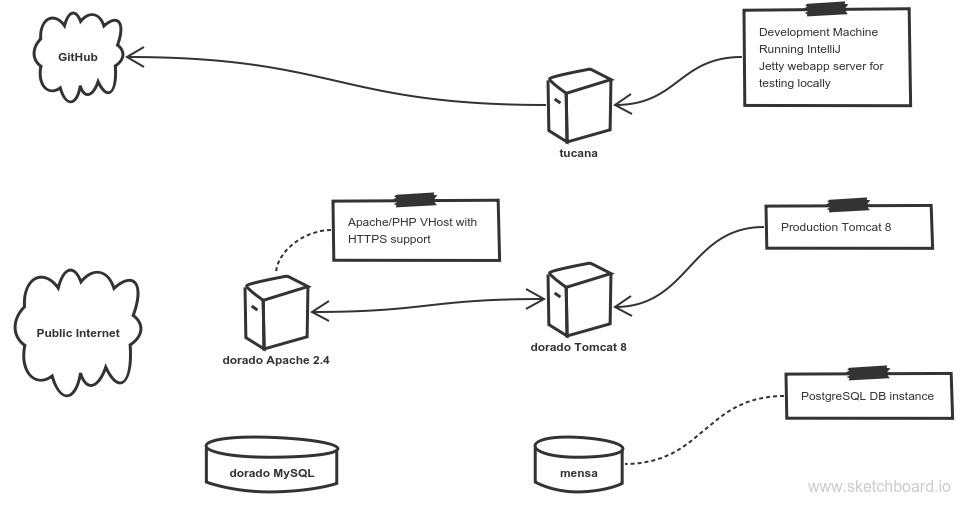 GitHub
Development Machine
Running IntelliJ
Jetty webapp server for
testing locally
tucana
Apache/PHP VHost with
HTTPS support
Production Tomcat 8
Public Internet
dorado Apache 2.4
dorado Tomcat 8
PostgreSQL DB instance
dorado MySQL
mensa
www.sketchboard.io